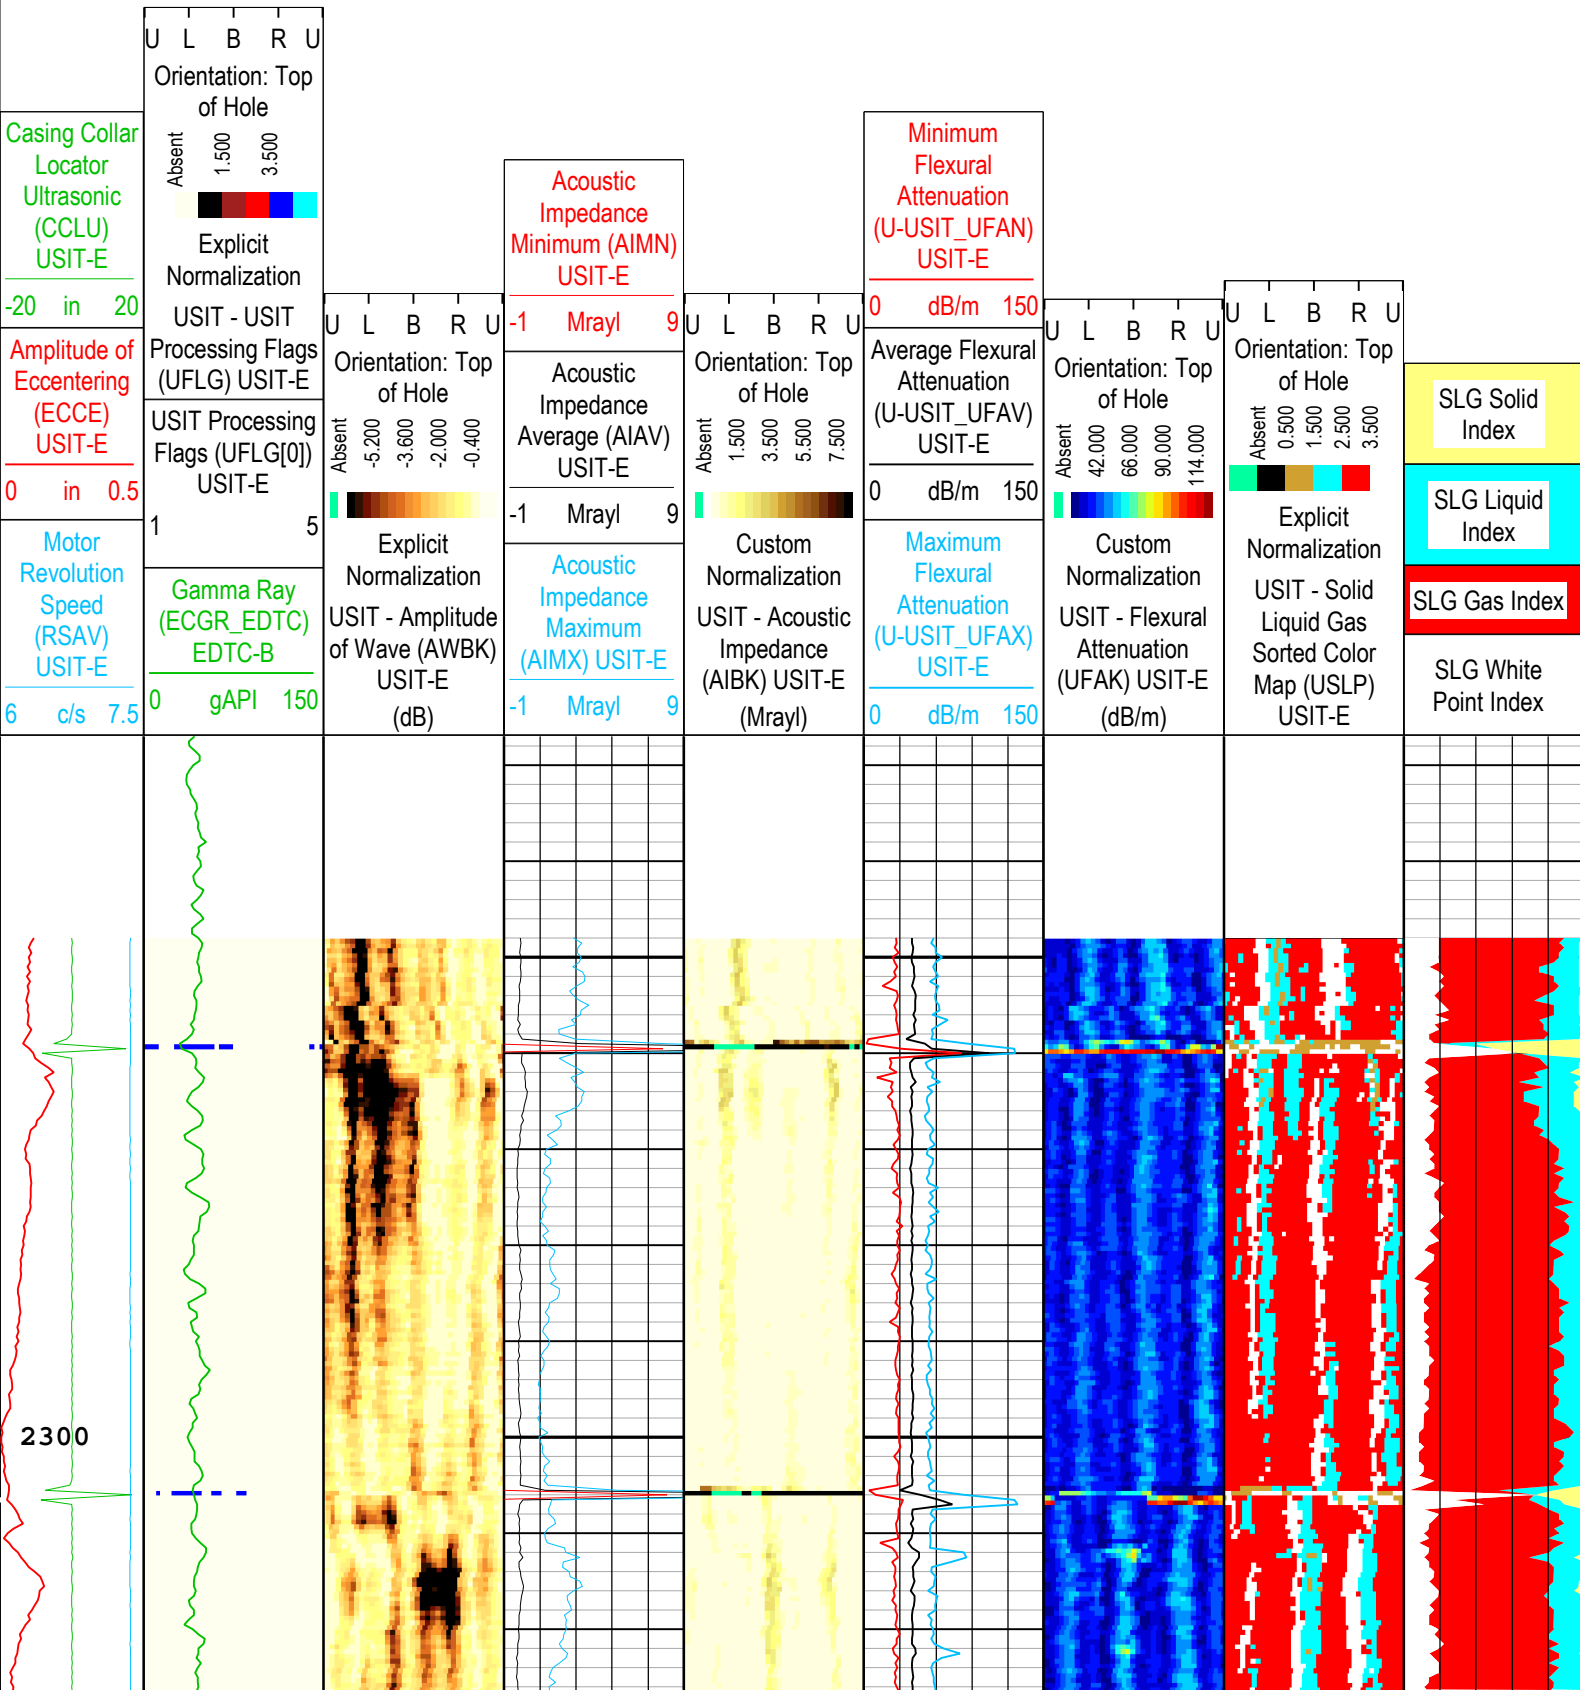 Casing Collar
Locator
Ultrasonic
(CCLU)
USIT-E
-20 in 20
Amplitude of
Eccentering
(ECCE)
USIT-E
0 in 0.5
Motor
Revolution
Speed
(RSAV)
USIT-E
6 c/s 7.5
U L B R U
Orientation: Top
of Hole
Absent
1.500
3.500
Explicit
Normalization
USIT - USIT
Processing Flags
(UFLG) USIT-E
USIT Processing
Flags (UFLG[0])
USIT-E
1 5
Gamma Ray
(ECGR_EDTC)
EDTC-B
0 gAPI 150
U L B R U
Orientation: Top
of Hole
Absent
-5.200
-3.600
-2.000
-0.400
Explicit
Normalization
USIT - Amplitude
of Wave (AWBK)
USIT-E
(dB)
Acoustic
Impedance
Minimum (AIMN)
USIT-E
-1 Mrayl 9
Acoustic
Impedance
Average (AIAV)
USIT-E
-1 Mrayl 9
Acoustic
Impedance
Maximum
(AIMX) USIT-E
-1 Mrayl 9
U L B R U
Orientation: Top
of Hole
Absent
1.500
3.500
5.500
7.500
Custom
Normalization
USIT - Acoustic
Impedance
(AIBK) USIT-E
(Mrayl)
Minimum
Flexural
Attenuation
(U-USIT_UFAN)
USIT-E
0 dB/m 150
Average Flexural
Attenuation
(U-USIT_UFAV)
USIT-E
0 dB/m 150
Maximum
Flexural
Attenuation
(U-USIT_UFAX)
USIT-E
0 dB/m 150
U L B R U
Orientation: Top
of Hole
Absent
42.000
66.000
90.000
114.000
Custom
Normalization
USIT - Flexural
Attenuation
(UFAK) USIT-E
(dB/m)
U L B R U
Orientation: Top
of Hole
Absent
0.500
1.500
2.500
3.500
Explicit
Normalization
USIT - Solid
Liquid Gas
Sorted Color
Map (USLP)
USIT-E
SLG Solid
Index
SLG Liquid
Index
SLG Gas Index
SLG White
Point Index
2300